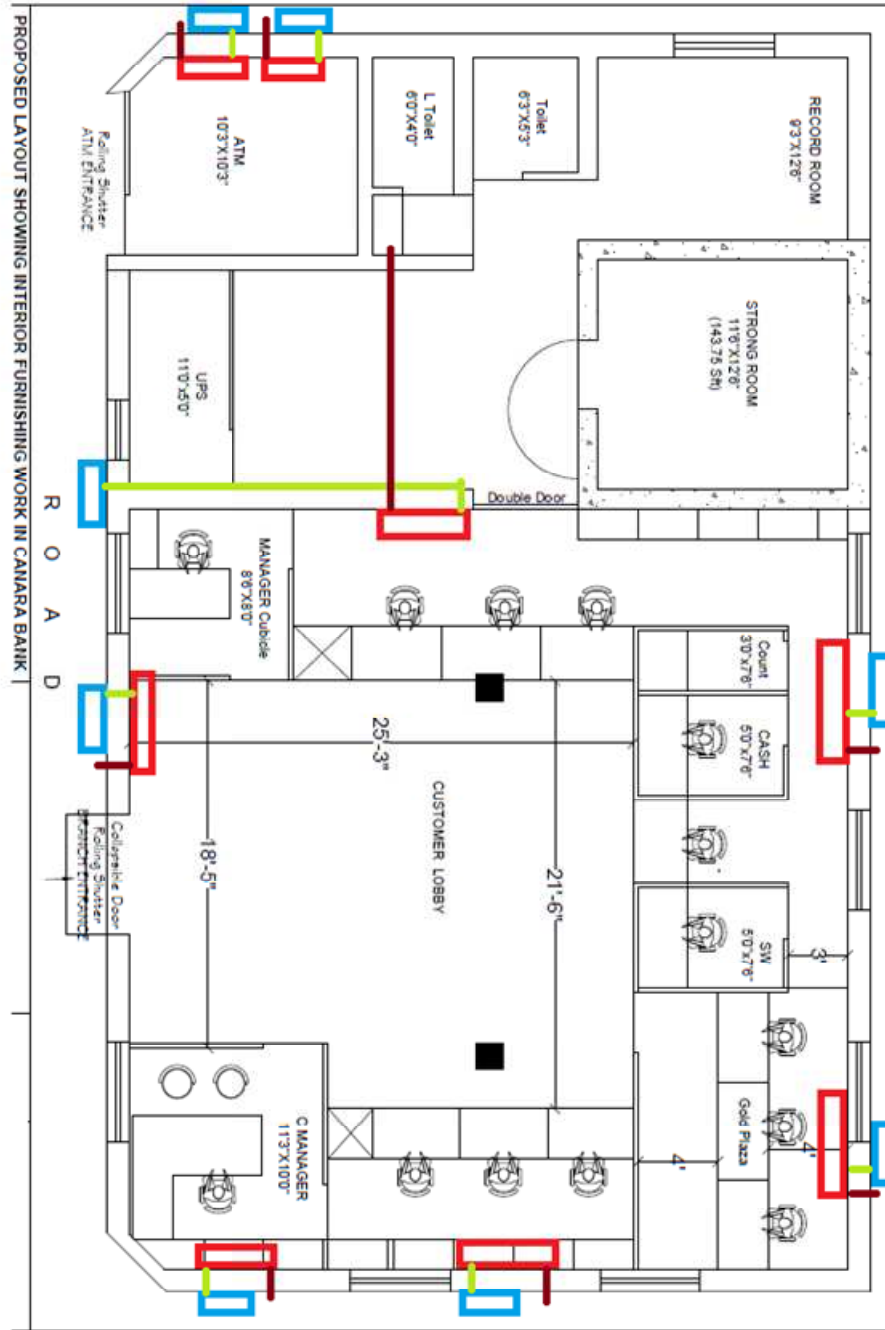 PROPOSED LAYOUT SHOWING INTERIOR FURNISHING WORK IN CANARA BANK
RECORD ROOM
9'3"X12'6"
Toilet
6'3"X5'3"
L Toilet
6'0"X4'0"
ATM
10'3"X10'3"
Rolling Shutter
ATM ENTRANCE
STRONG ROOM
11'6"X12'6"
(143.75 Sft)
UPS
11'0"x5'0"
Double Door
R O A D
MANAGER Cubicle
8'6"X8'0"
Count
3'0"x7'6"
CASH
5'0"x7'6"
25'-3"
CUSTOMER LOBBY
18'-5"
21'-6"
Collapsible Door
Rolling Shutter
BRANCH ENTRANCE
SW
5'0"x7'6"
3'
Gold Plaza
4'
4'
C MANAGER
11'3"X10'0"